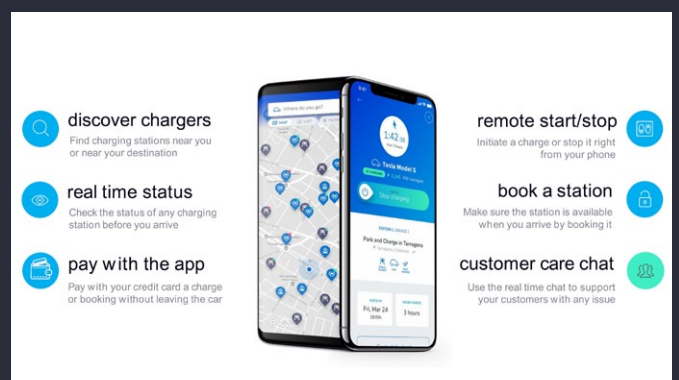 discover chargers
Find charging stations near you
or near your destination
real time status
Check the status of any charging
station before you arrive
pay with the app
Pay with your credit card a charge
or booking without leaving the car
Where do you go?
1:42
Tesla Model S
Stop charging
Park and Charge in Tarragona
Fri, Mar 24
3 hours
remote start/stop
Initiate a charge or stop it right
from your phone
book a station
Make sure the station is available
when you arrive by booking it
customer care chat
Use the real time chat to support
your customers with any issue